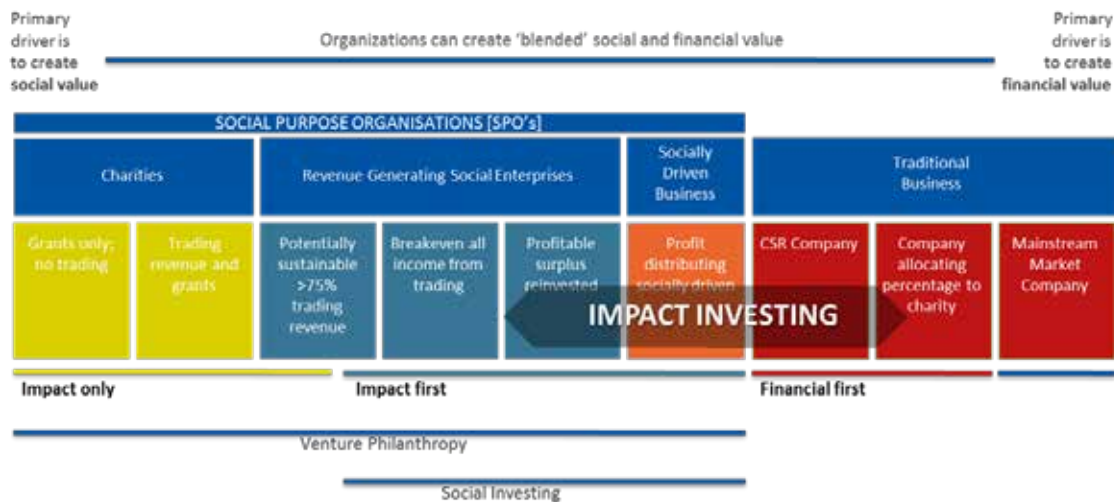 Primary
driver is
to create
social value
Organizations can create ‘blended’ social and financial value
Primary
driver is
to create
financial value
SOCIAL PURPOSE ORGANISATIONS [SPO's]
Charities
Revenue Generating Social Enterprises
Socially
Driven
Business
Traditional
Business
Grants only;
no trading
Trading
revenue and
grants
Potentially
sustainable
>75%
trading
revenue
Breakeven all
income from
trading
Profitable
surplus
reinvested
Profit
distributing
socially driven
CSR Company
Company
allocating
percentage to
charity
Mainstream
Market
Company
IMPACT INVESTING
Impact only
Impact first
Financial first
Venture Philanthropy
Social Investing